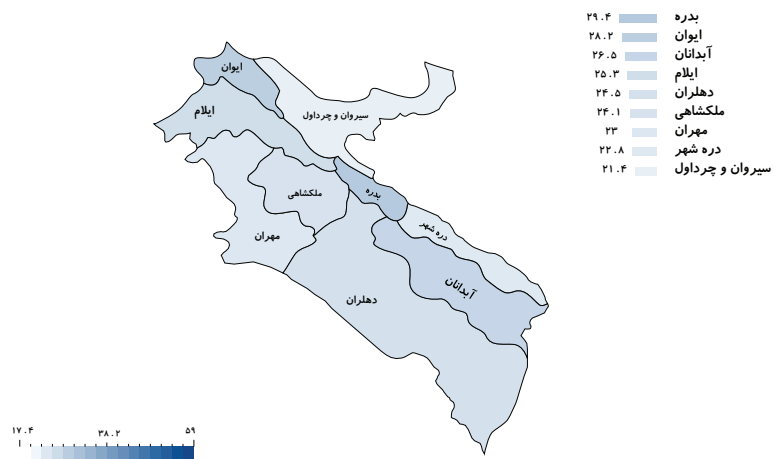 بدره ۲۹.۴
ایوان ۲۸.۲
آبدانان ۲۶.۵
ایلام ۲۵.۳
دهلران ۲۴.۵
ملکشاهی ۲۴.۱
مهران ۲۳
دره شهر ۲۲.۸
سیروان و چرداول ۲۱.۴
ایوان
ایلام
سیروان و چرداول
ملکشاهی
بدره
دره شهر
مهران
آبدانان
دهلران
۱۷.۴ ۳۸.۲ ۵۹